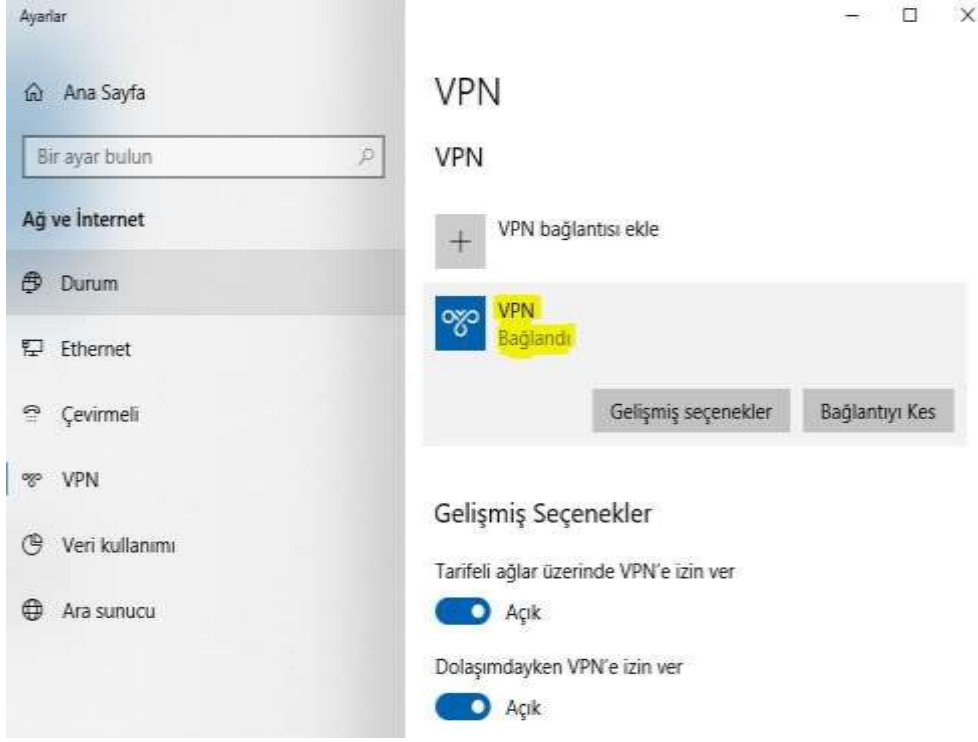 Ayarlar
Ana Sayfa
Bir ayar bulun
Ağ ve İnternet
Durum
Ethernet
Çevirmeli
VPN
Veri kullanımı
Ara sunucu
VPN
VPN
VPN bağlantısı ekle
VPN
Bağlandı
Gelişmiş seçenekler
Bağlantıyı Kes
Gelişmiş Seçenekler
Tarifeli ağlar üzerinde VPN'e izin ver
Açık
Dolaşımdayken VPN'e izin ver
Açık